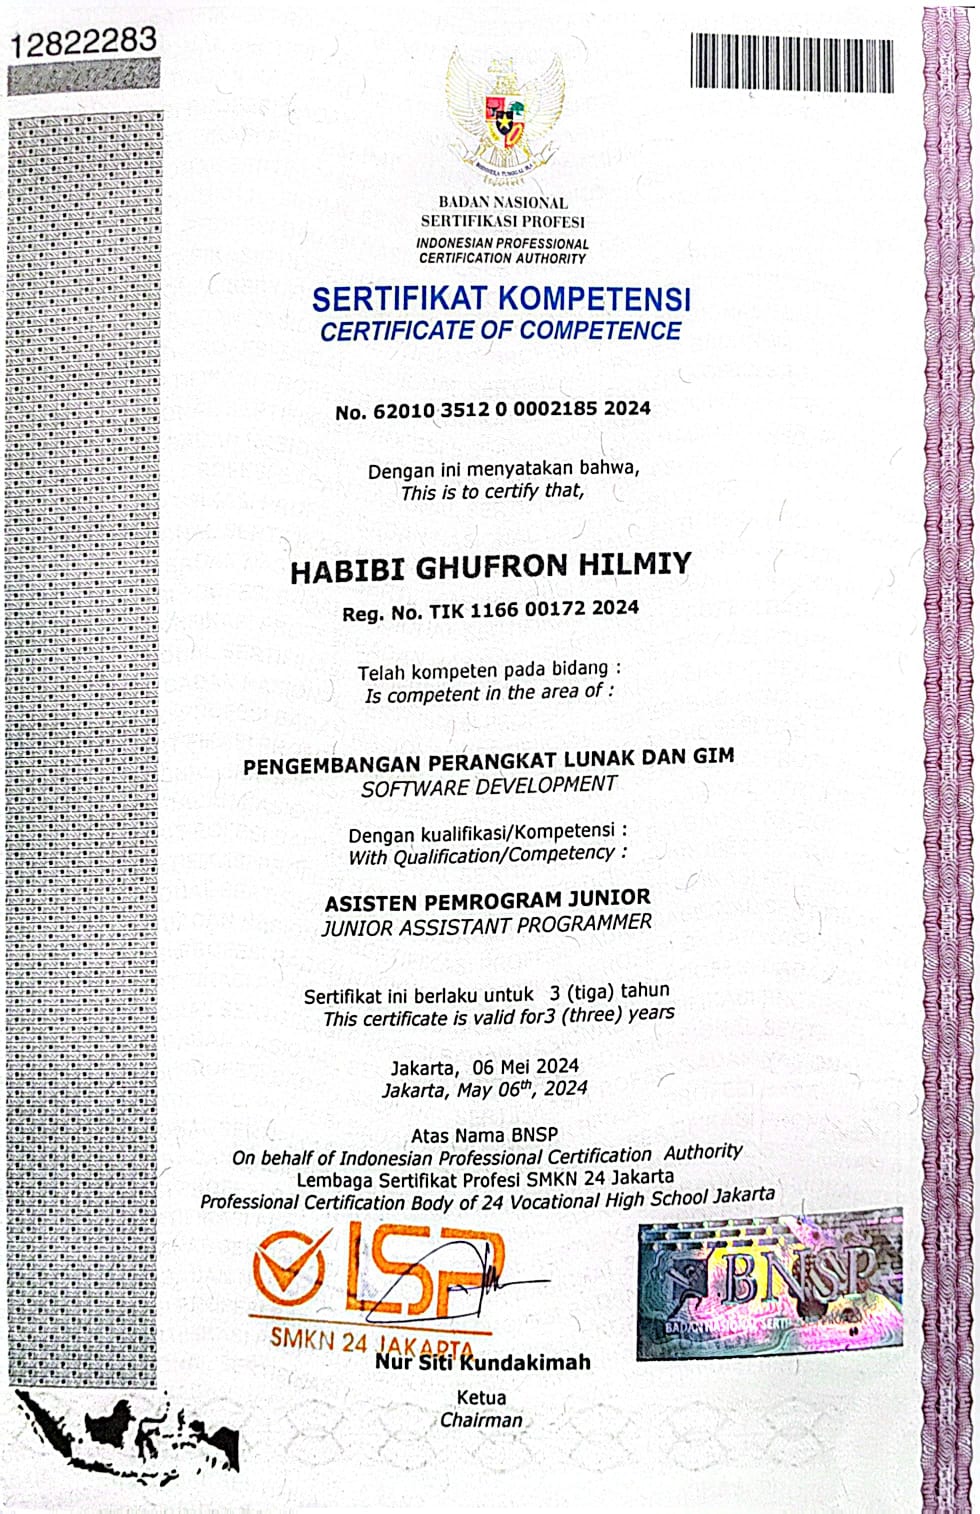 12822283
BADAN NASIONAL
SERTIFIKASI PROFESI
INDONESIAN PROFESSIONAL
CERTIFICATION AUTHORITY
SERTIFIKAT KOMPETENSI
CERTIFICATE OF COMPETENCE
No. 62010 3512 0 0002185 2024
Dengan ini menyatakan bahwa,
This is to certify that,
HABIBI GHUFRON HILMIY
Reg. No. TIK 1166 00172 2024
Telah kompeten pada bidang :
Is competent in the area of :
PENGEMBANGAN PERANGKAT LUNAK DAN GIM
SOFTWARE DEVELOPMENT
Dengan kualifikasi/Kompetensi :
With Qualification/Competency :
ASISTEN PEMROGRAM JUNIOR
JUNIOR ASSISTANT PROGRAMMER
Sertifikat ini berlaku untuk 3 (tiga) tahun
This certificate is valid for3 (three) years
Jakarta, 06 Mei 2024
Jakarta, May 06th, 2024
Atas Nama BNSP
On behalf of Indonesian Professional Certification Authority
Lembaga Sertifikat Profesi SMKN 24 Jakarta
Professional Certification Body of 24 Vocational High School Jakarta
LSP
SMKN 24 JAKARTA
BNSP
BADAN NASIONAL
Nur Siti Kundakimah
Ketua
Chairman